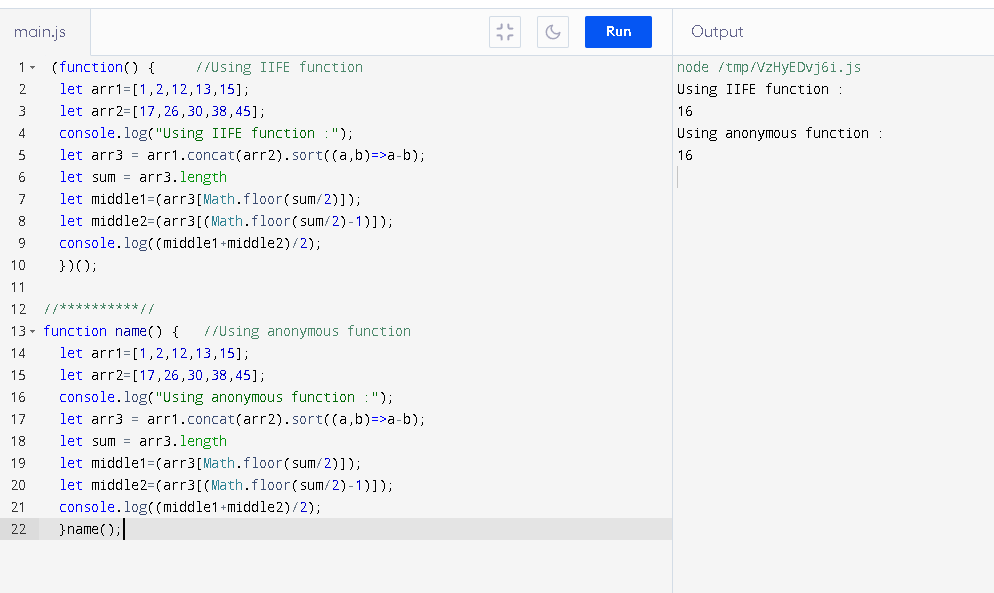 main.js
Run
Output
1 (function() { //Using IIFE function
2 let arr1=[1,2,12,13,15];
3 let arr2=[17,26,30,38,45];
4 console.log("Using IIFE function :");
5 let arr3 = arr1.concat(arr2).sort((a,b)=>a-b);
6 let sum = arr3.length
7 let middle1=(arr3[Math.floor(sum/2)]);
8 let middle2=(arr3[(Math.floor(sum/2)-1)]);
9 console.log((middle1+middle2)/2);
10 })();
11
12 //**********//
13 function name() { //Using anonymous function
14 let arr1=[1,2,12,13,15];
15 let arr2=[17,26,30,38,45];
16 console.log("Using anonymous function :");
17 let arr3 = arr1.concat(arr2).sort((a,b)=>a-b);
18 let sum = arr3.length
19 let middle1=(arr3[Math.floor(sum/2)]);
20 let middle2=(arr3[(Math.floor(sum/2)-1)]);
21 console.log((middle1+middle2)/2);
22 }name();
node /tmp/VzHyEDvj6i.js
Using IIFE function :
16
Using anonymous function :
16